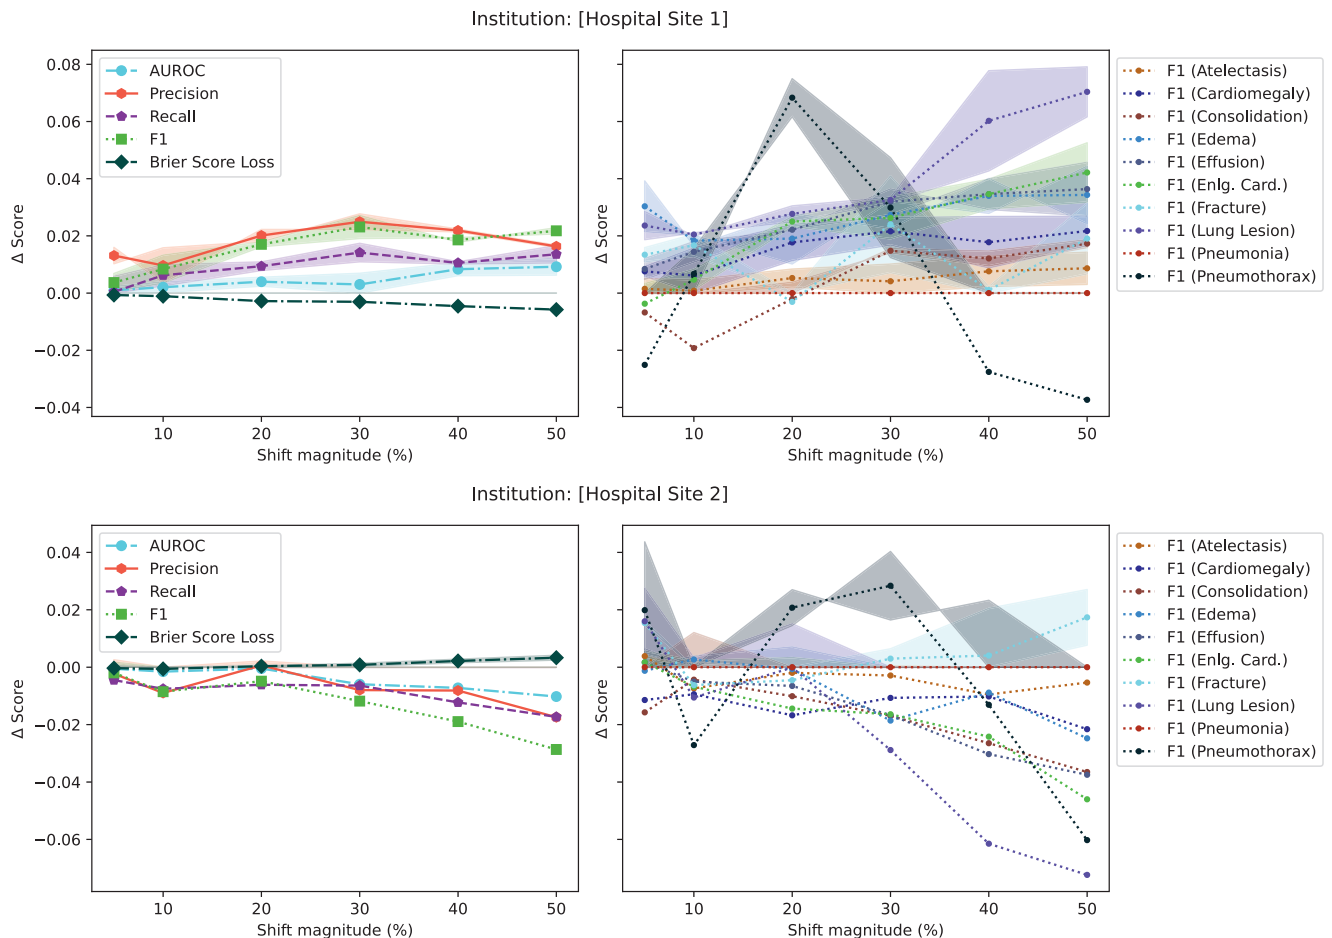 Institution: [Hospital Site 1]
Δ Score
0.08
0.06
0.04
0.02
0.00
−0.02
−0.04
AUROC
Precision
Recall
F1
Brier Score Loss
10 20 30 40 50
Shift magnitude (%)
Δ Score
10 20 30 40 50
Shift magnitude (%)
F1 (Atelectasis)
F1 (Cardiomegaly)
F1 (Consolidation)
F1 (Edema)
F1 (Effusion)
F1 (Enlg. Card.)
F1 (Fracture)
F1 (Lung Lesion)
F1 (Pneumonia)
F1 (Pneumothorax)
Institution: [Hospital Site 2]
Δ Score
0.04
0.02
0.00
−0.02
−0.04
−0.06
AUROC
Precision
Recall
F1
Brier Score Loss
10 20 30 40 50
Shift magnitude (%)
Δ Score
10 20 30 40 50
Shift magnitude (%)
F1 (Atelectasis)
F1 (Cardiomegaly)
F1 (Consolidation)
F1 (Edema)
F1 (Effusion)
F1 (Enlg. Card.)
F1 (Fracture)
F1 (Lung Lesion)
F1 (Pneumonia)
F1 (Pneumothorax)